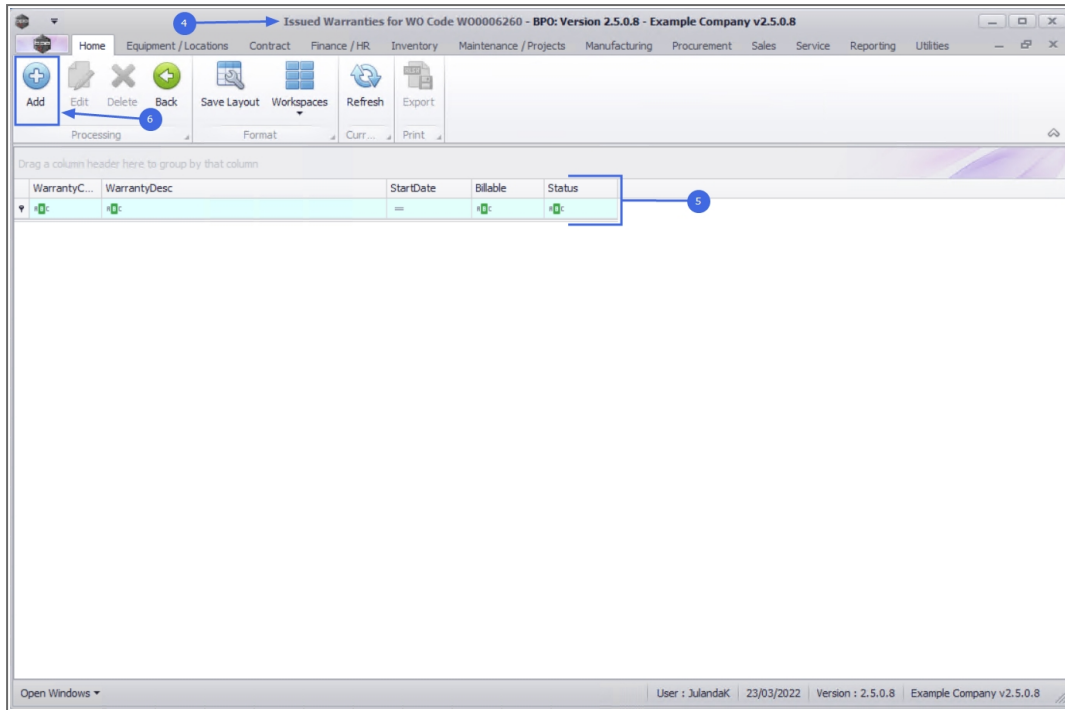 4
Issued Warranties for WO Code WO0006260 - BPO: Version 2.5.0.8 - Example Company v2.5.0.8
Home Equipment / Locations Contract Finance / HR Inventory Maintenance / Projects Manufacturing Procurement Sales Service Reporting Utilities
Add Edit Delete Back Save Layout Workspaces Refresh Export
6
Processing Format Curr... Print
Drag a column header here to group by that column
WarrantyC... WarrantyDesc StartDate Billable Status
ABC ABC = ABC ABC
5
Open Windows User : JulandaK 23/03/2022 Version : 2.5.0.8 Example Company v2.5.0.8